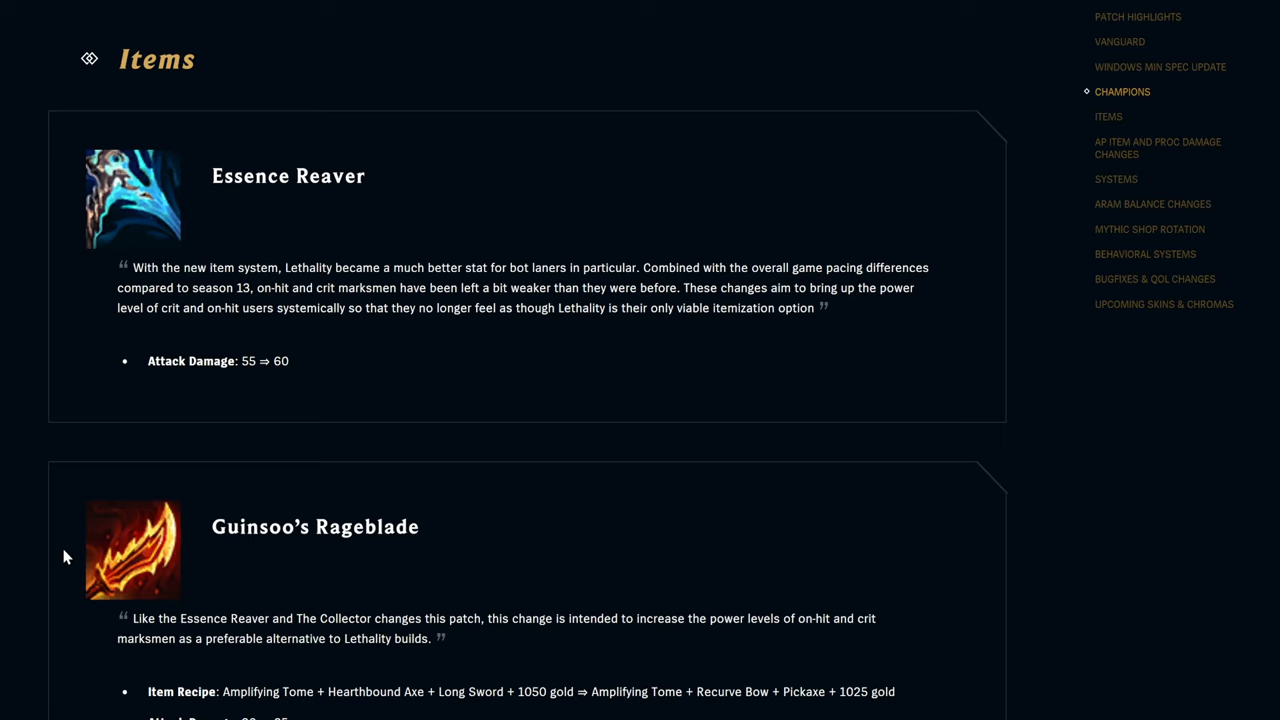 Items
Essence Reaver
“ With the new item system, Lethality became a much better stat for bot laners in particular. Combined with the overall game pacing differences
compared to season 13, on-hit and crit marksmen have been left a bit weaker than they were before. These changes aim to bring up the power
level of crit and on-hit users systemically so that they no longer feel as though Lethality is their only viable itemization option ”
• Attack Damage: 55 ⇒ 60
Guinsoo’s Rageblade
“ Like the Essence Reaver and The Collector changes this patch, this change is intended to increase the power levels of on-hit and crit
marksmen as a preferable alternative to Lethality builds. ”
• Item Recipe: Amplifying Tome + Hearthbound Axe + Long Sword + 1050 gold ⇒ Amplifying Tome + Recurve Bow + Pickaxe + 1025 gold
PATCH HIGHLIGHTS
VANGUARD
WINDOWS MIN SPEC UPDATE
CHAMPIONS
ITEMS
AP ITEM AND PROC DAMAGE
CHANGES
SYSTEMS
ARAM BALANCE CHANGES
MYTHIC SHOP ROTATION
BEHAVIORAL SYSTEMS
BUGFIXES & QOL CHANGES
UPCOMING SKINS & CHROMAS